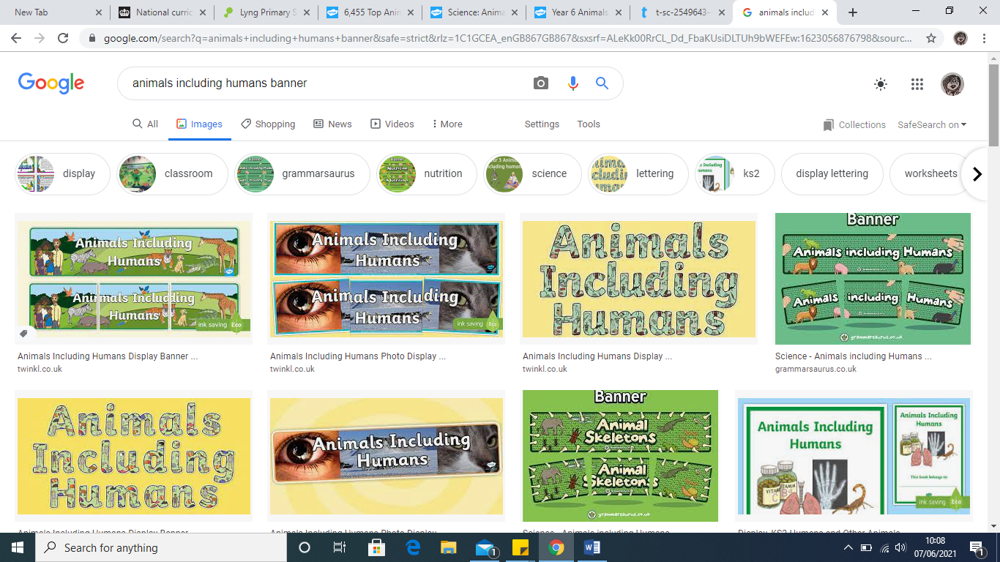 New Tab
National curric
Lyng Primary S
6,455 Top Anin
Science: Anima
Year 6 Animals
t-sc-2549643-
animals includ
google.com/search?q=animals+including+humans+banner&safe=strict&rlz=1C1GCEA_enGB867GB867&sxsrf=ALeKk00RrCL_Dd_FbaKUsiDLTUh9bWEFEw:1623056876798&sourc...
Google
animals including humans banner
All
Images
Shopping
News
Videos
More
Settings
Tools
Collections
SafeSearch on
display
classroom
grammarsaurus
nutrition
science
lettering
ks2
display lettering
worksheets
Animals Including
Humans
Animals Including
Humans
ink saving Eco
Animals Including
Humans
Animals Including
Humans
ink saving Eco
Animals
Including
Humans
Banner
Animals including Humans
Animals including Humans
grammarsaurus.co.uk
Animals Including Humans Display Banner ...
twinkl.co.uk
Animals Including Humans Photo Display ...
twinkl.co.uk
Animals Including Humans Display ...
twinkl.co.uk
Science - Animals including Humans ...
grammarsaurus.co.uk
Animals
Including
Humans
Animals Including
Humans
Banner
Animal
Skeletons
Animal
Skeletons
grammarsaurus.co.uk
Animals Including
Humans
VITAMIN
C
Animals Including
Humans
This book belongs to
ink saving Eco
Animals Including Humans Display Banner
Animals Including Humans Photo Display
Science - Animals including Humans
Display, KS2 Humans and Other Animals
Search for anything
1
10:08
07/06/2021
1